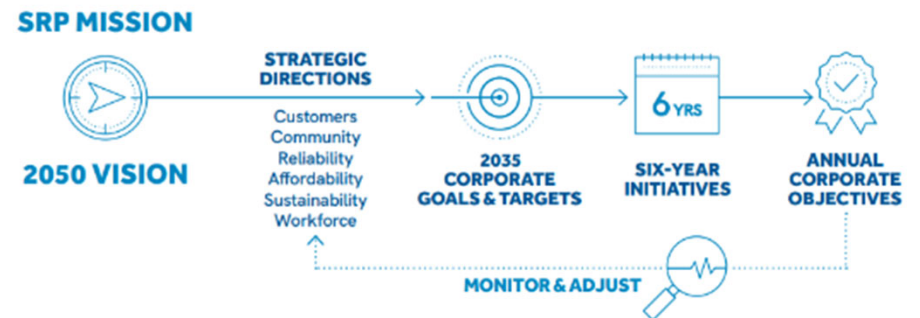 SRP MISSION
2050 VISION
STRATEGIC
DIRECTIONS
Customers
Community
Reliability
Affordability
Sustainability
Workforce
2035
CORPORATE
GOALS & TARGETS
6 YRS
SIX-YEAR
INITIATIVES
ANNUAL
CORPORATE
OBJECTIVES
MONITOR & ADJUST